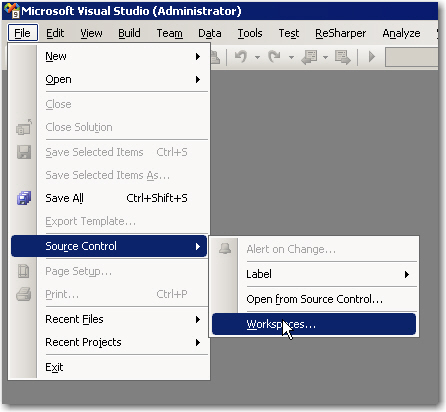 Microsoft Visual Studio (Administrator)
File Edit View Build Team Data Tools Test ReSharper Analyze
New
Open
Close
Close Solution
Save Selected Items Ctrl+S
Save Selected Items As...
Save All Ctrl+Shift+S
Export Template...
Source Control
Alert on Change...
Page Setup...
Label
Print... Ctrl+P
Open from Source Control...
Recent Files
Workspaces...
Recent Projects
Exit